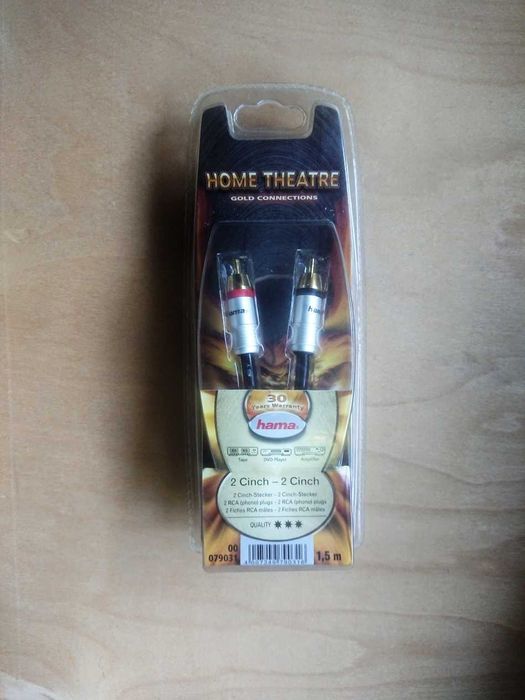 HOME THEATRE
GOLD CONNECTIONS
hama®
hama®
30
Years Warranty
hama®
Tape DVD Player Amplifier
2 Cinch – 2 Cinch
2 Cinch-Stecker - 2 Cinch-Stecker
2 RCA (phono) plugs - 2 RCA (phono) plugs
2 Fiches RCA mâles - 2 Fiches RCA mâles
QUALITY ✷✷✷
00
079031
1,5 m